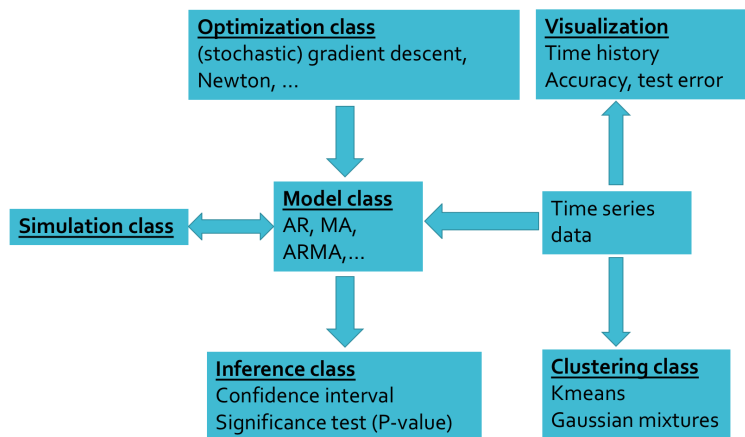 Optimization class
(stochastic) gradient descent,
Newton, ...
Visualization
Time history
Accuracy, test error
Simulation class
Model class
AR, MA,
ARMA,...
Time series
data
Inference class
Confidence interval
Significance test (P-value)
Clustering class
Kmeans
Gaussian mixtures